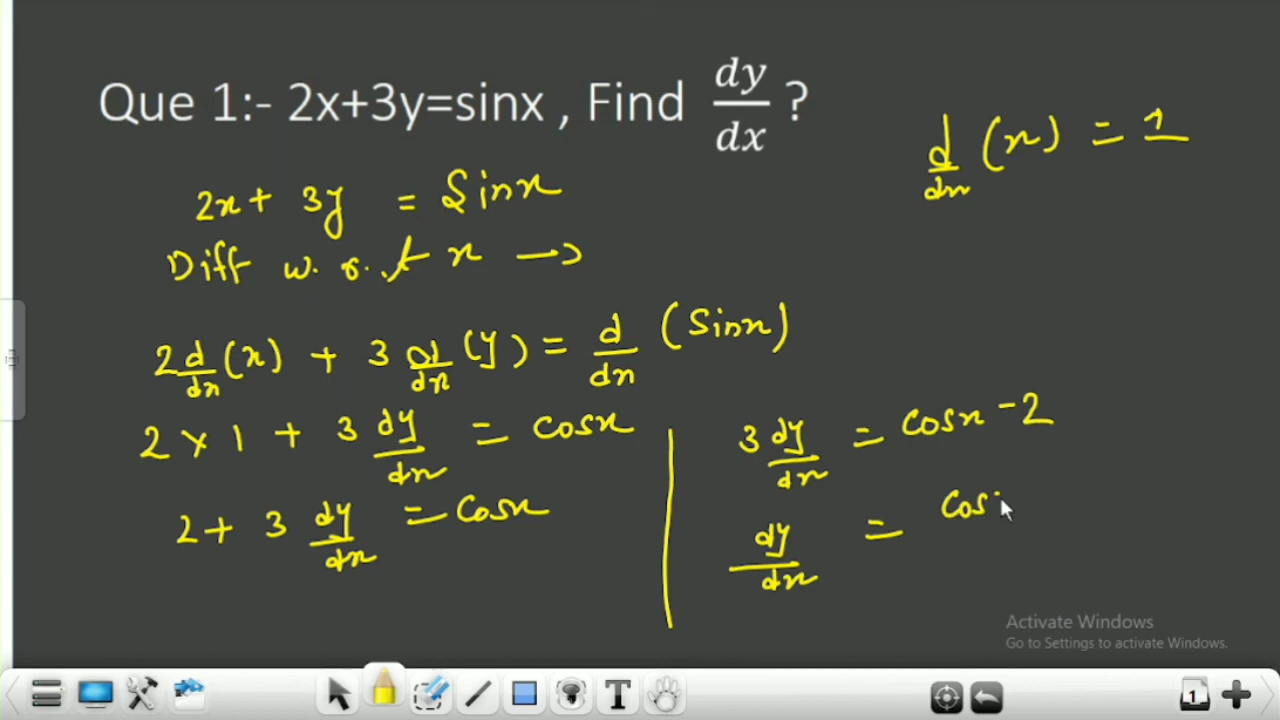 Que 1:- 2x+3y=sinx , Find dy/dx ?
d/dx (x) = 1
2x + 3y = Sinx
Diff w.r.t x →
2 d/dx (x) + 3 d/dx (y) = d/dx (Sinx)
2 × 1 + 3 dy/dx = cosx
2 + 3 dy/dx = cosx
3 dy/dx = cosx - 2
dy/dx = cos
Activate Windows
Go to Settings to activate Windows.
1